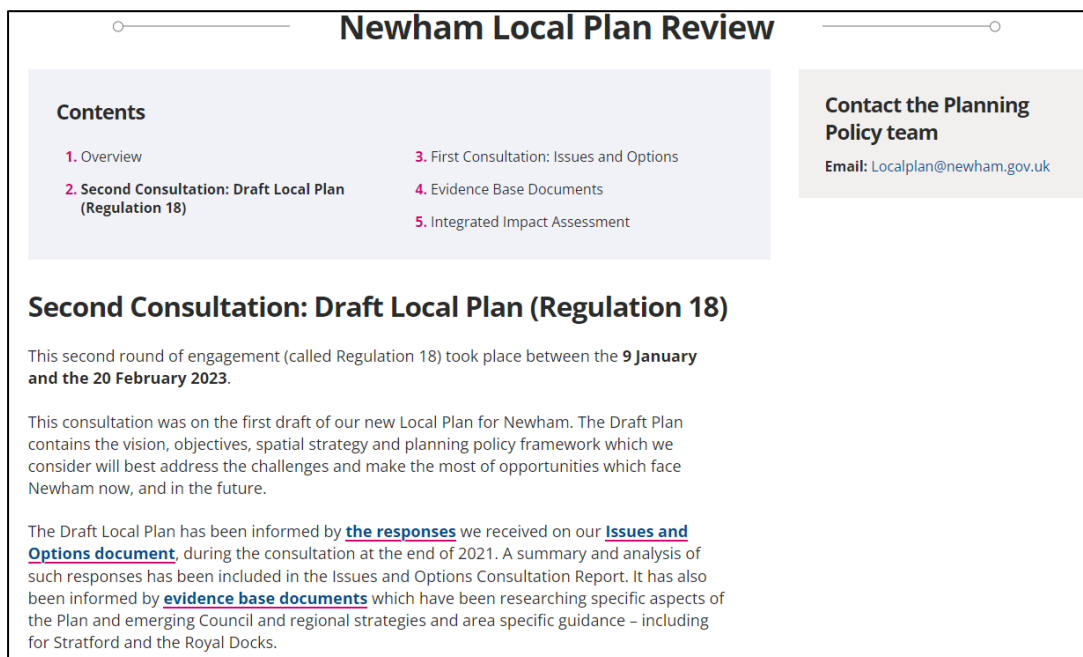 Newham Local Plan Review
Contents
1. Overview
2. Second Consultation: Draft Local Plan
(Regulation 18)
3. First Consultation: Issues and Options
4. Evidence Base Documents
5. Integrated Impact Assessment
Contact the Planning
Policy team
Email: Localplan@newham.gov.uk
Second Consultation: Draft Local Plan (Regulation 18)
This second round of engagement (called Regulation 18) took place between the 9 January
and the 20 February 2023.
This consultation was on the first draft of our new Local Plan for Newham. The Draft Plan
contains the vision, objectives, spatial strategy and planning policy framework which we
consider will best address the challenges and make the most of opportunities which face
Newham now, and in the future.
The Draft Local Plan has been informed by the responses we received on our Issues and
Options document, during the consultation at the end of 2021. A summary and analysis of
such responses has been included in the Issues and Options Consultation Report. It has also
been informed by evidence base documents which have been researching specific aspects of
the Plan and emerging Council and regional strategies and area specific guidance – including
for Stratford and the Royal Docks.